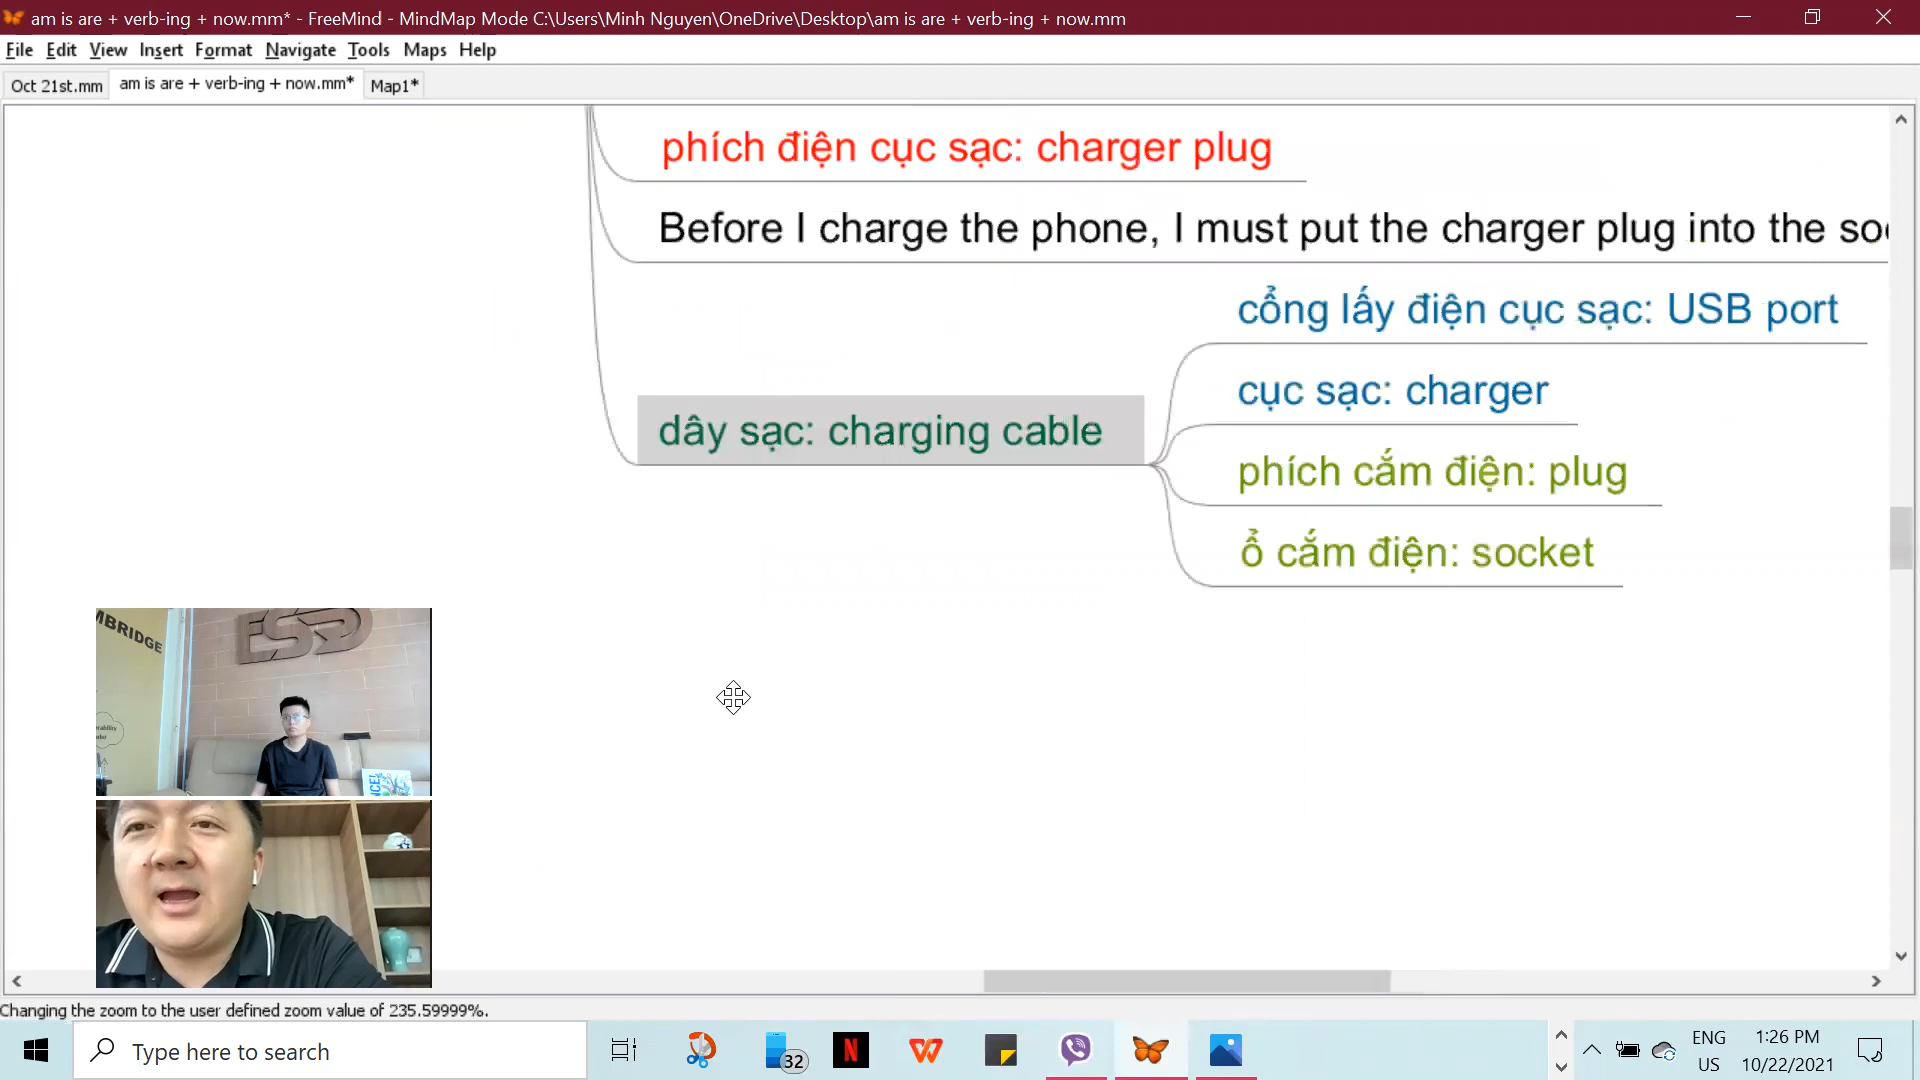 am is are + verb-ing + now.mm* - FreeMind - MindMap Mode C:\Users\Minh Nguyen\OneDrive\Desktop\am is are + verb-ing + now.mm
File Edit View Insert Format Navigate Tools Maps Help
Oct 21st.mm am is are + verb-ing + now.mm* Map1*
phích điện cục sạc: charger plug
Before I charge the phone, I must put the charger plug into the
cổng lấy điện cục sạc: USB port
cục sạc: charger
dây sạc: charging cable
phích cắm điện: plug
ổ cắm điện: socket
MBRIDGE
ESD
Changing the zoom to the user defined zoom value of 235.59999%.
Type here to search
32
ENG
US
1:26 PM
10/22/2021